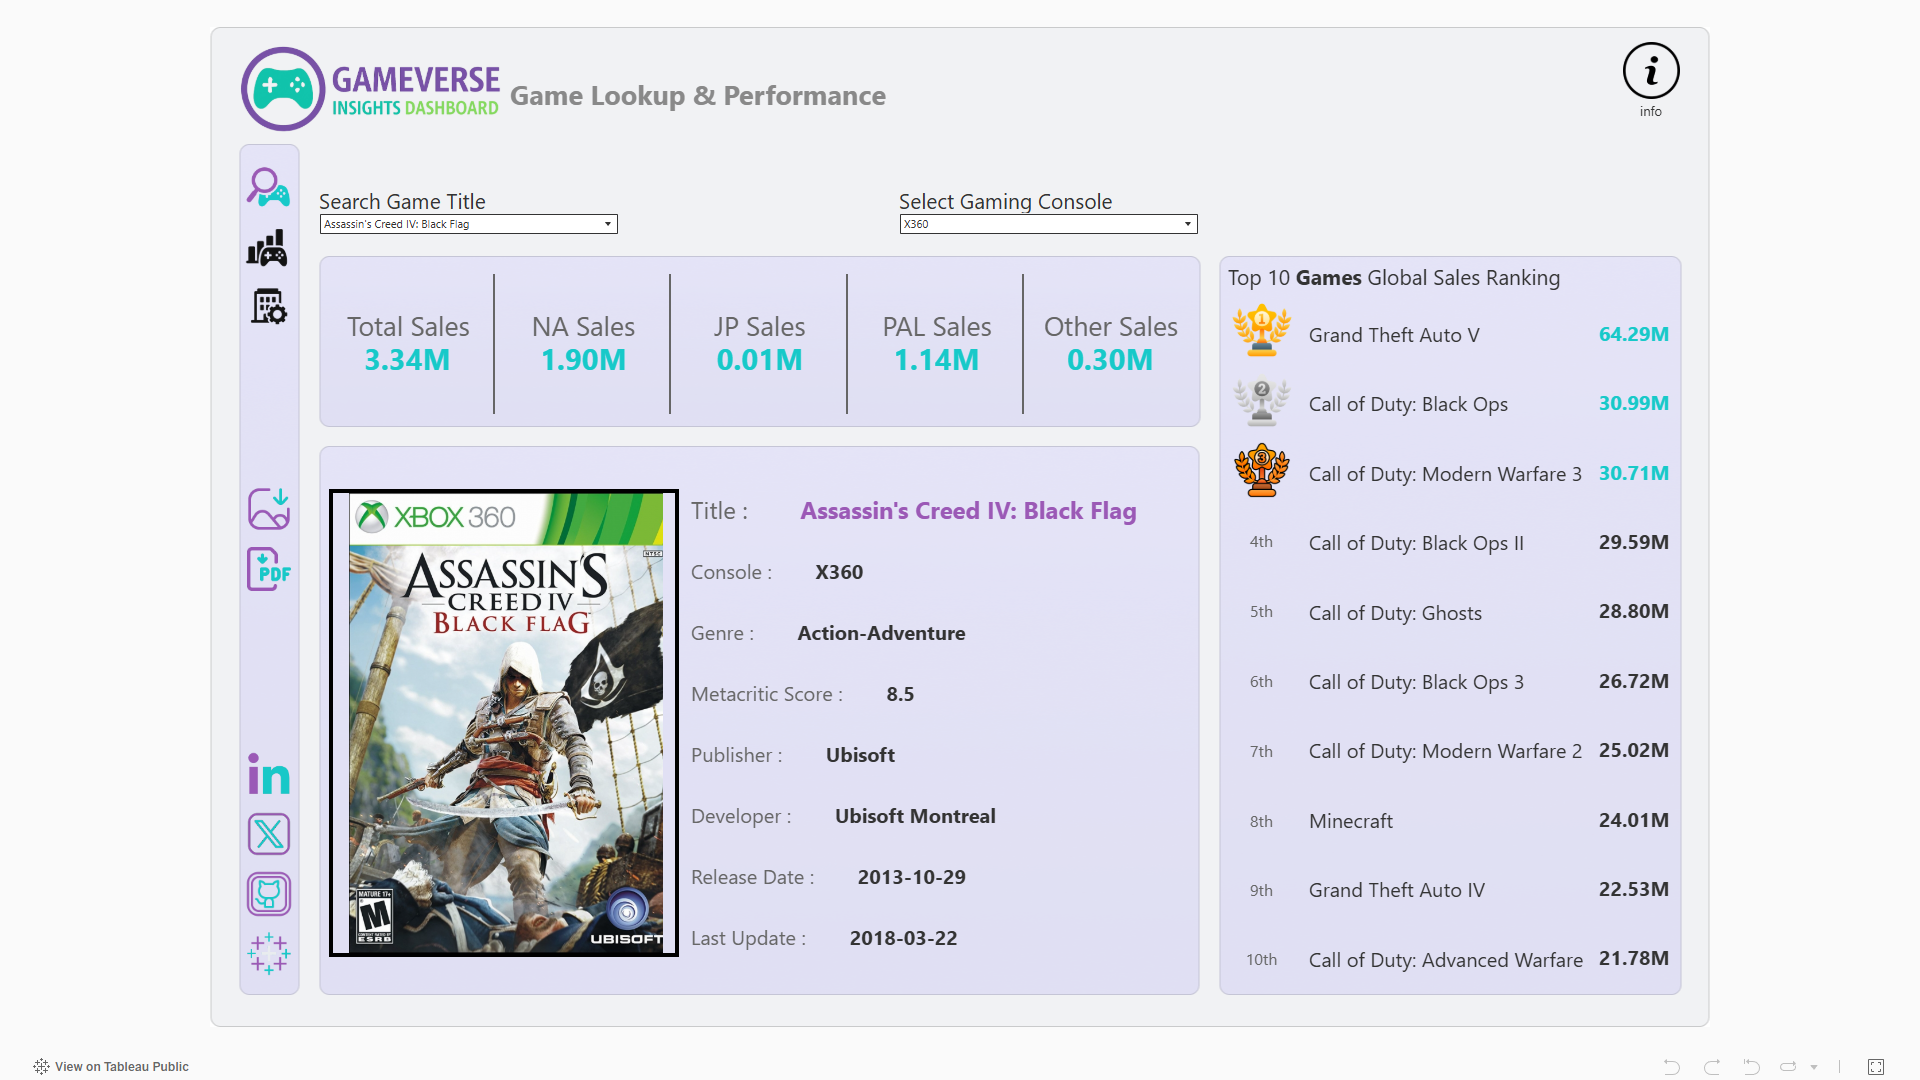 GAMEVERSE
INSIGHTS DASHBOARD
Game Lookup & Performance
i
info
Search Game Title
Assassin's Creed IV: Black Flag
Select Gaming Console
X360
Total Sales
3.34M
NA Sales
1.90M
JP Sales
0.01M
PAL Sales
1.14M
Other Sales
0.30M
XBOX 360
NTSC
ASSASSIN'S
CREED IV
BLACK FLAG
MATURE 17+
M
CONTENT RATED BY
ESRB
UBISOFT
Title : Assassin's Creed IV: Black Flag
Console : X360
Genre : Action-Adventure
Metacritic Score : 8.5
Publisher : Ubisoft
Developer : Ubisoft Montreal
Release Date : 2013-10-29
Last Update : 2018-03-22
Top 10 Games Global Sales Ranking
1 Grand Theft Auto V 64.29M
2 Call of Duty: Black Ops 30.99M
3 Call of Duty: Modern Warfare 3 30.71M
4th Call of Duty: Black Ops II 29.59M
5th Call of Duty: Ghosts 28.80M
6th Call of Duty: Black Ops 3 26.72M
7th Call of Duty: Modern Warfare 2 25.02M
8th Minecraft 24.01M
9th Grand Theft Auto IV 22.53M
10th Call of Duty: Advanced Warfare 21.78M
PDF
in
X
View on Tableau Public